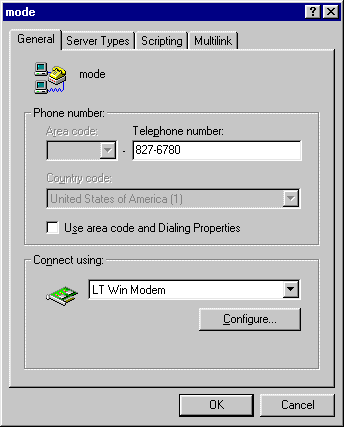 mode
General Server Types Scripting Multilink
mode
Phone number:
Area code: Telephone number:
- 827-6780
Country code:
United States of America (1)
Use area code and Dialing Properties
Connect using:
LT Win Modem
Configure...
OK Cancel